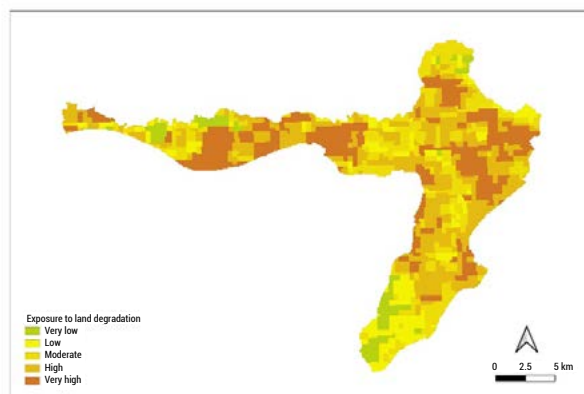 Exposure to land degradation
Very low
Low
Moderate
High
Very high
0 2.5 5 km